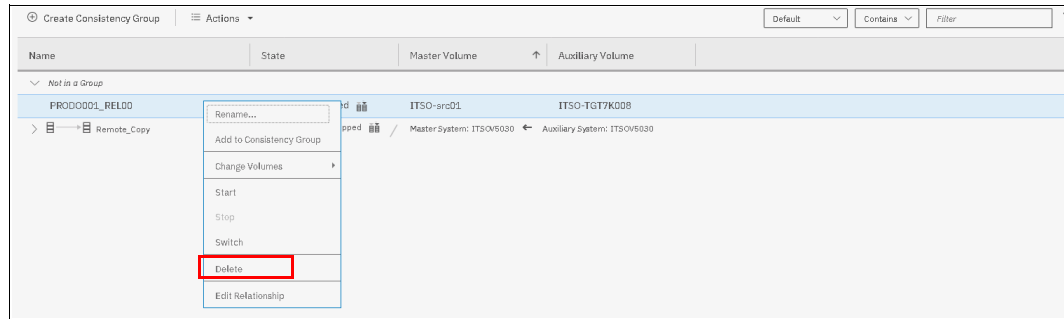 Create Consistency Group Actions Default Contains Filter
Name State Master Volume Auxiliary Volume
Not in a Group
PRODO001_REL00 ed ITSO-src01 ITSO-TGT7K008
Remote_Copy pped Master System: ITSOV5030 Auxiliary System: ITSOV5030
Rename...
Add to Consistency Group
Change Volumes
Start
Stop
Switch
Delete
Edit Relationship